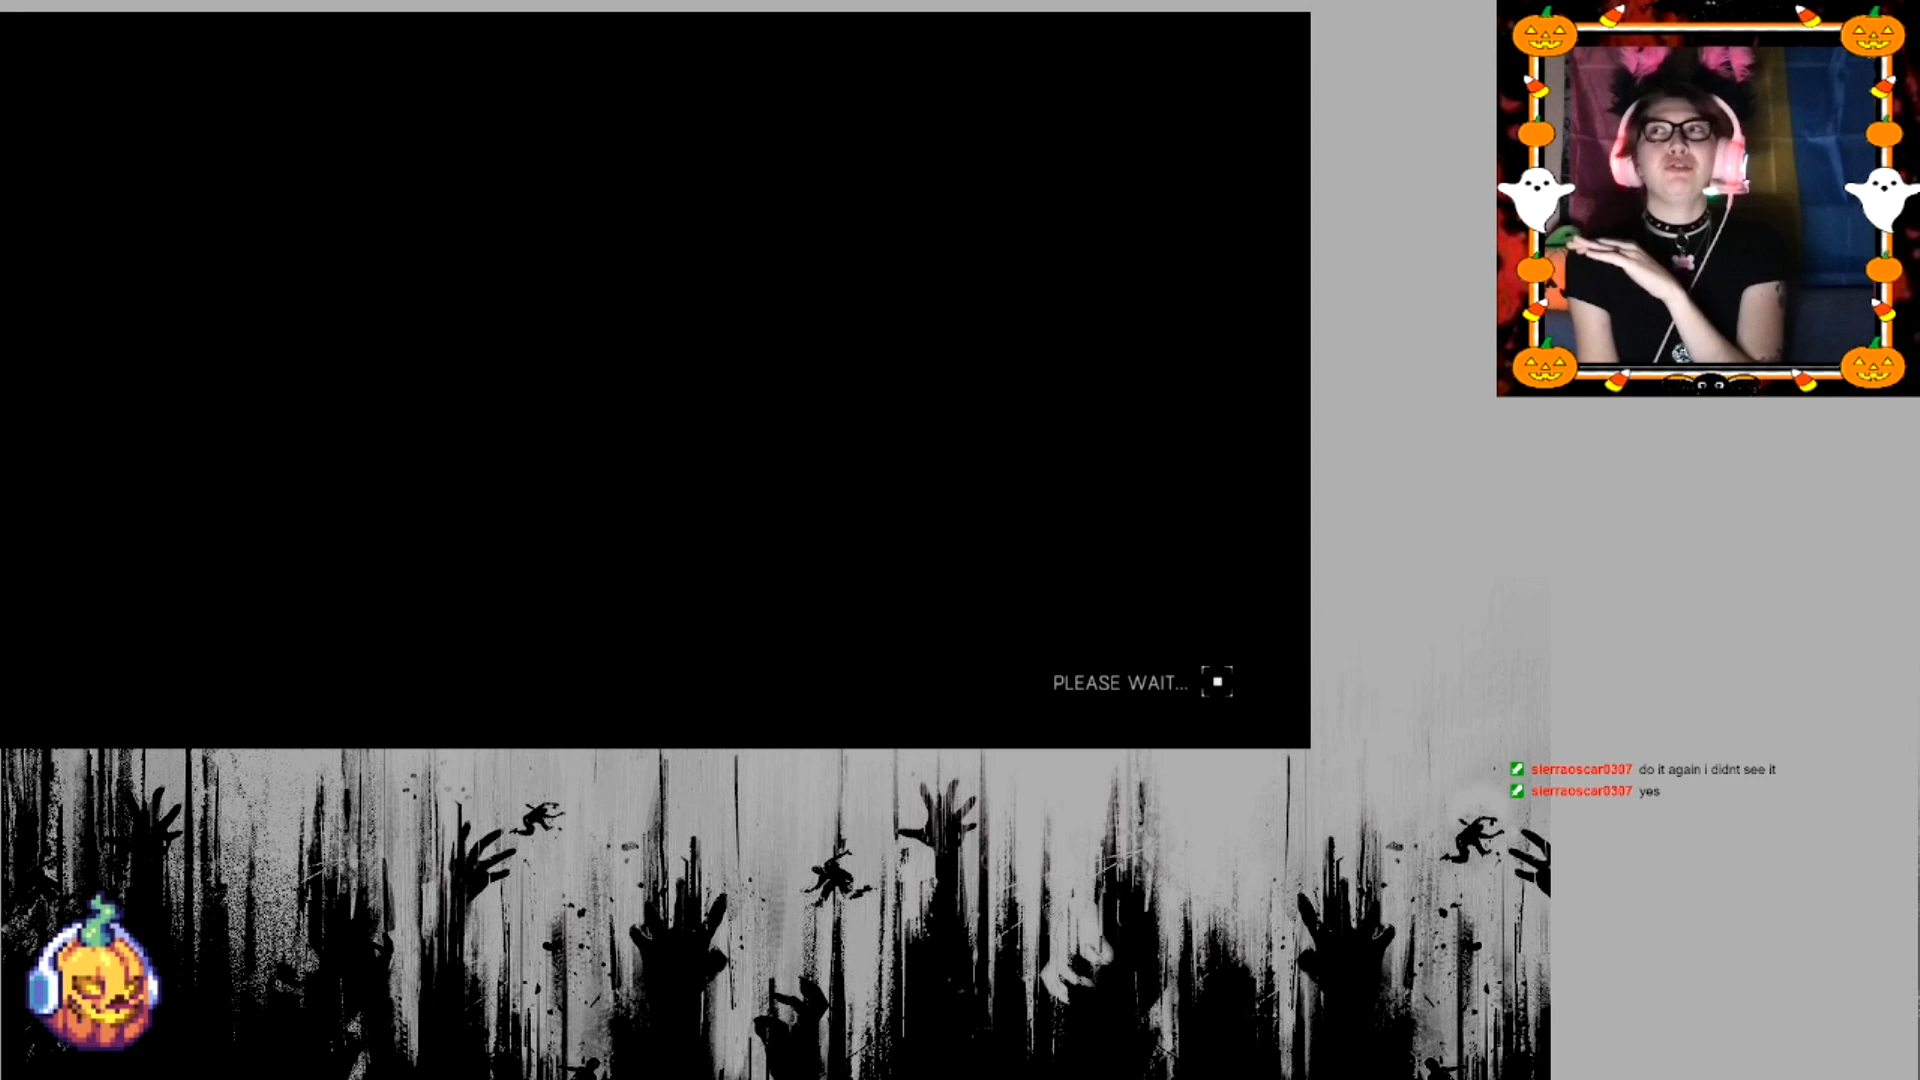 PLEASE WAIT...
sierraoscar0307 do it again i didnt see it
sierraoscar0307 yes